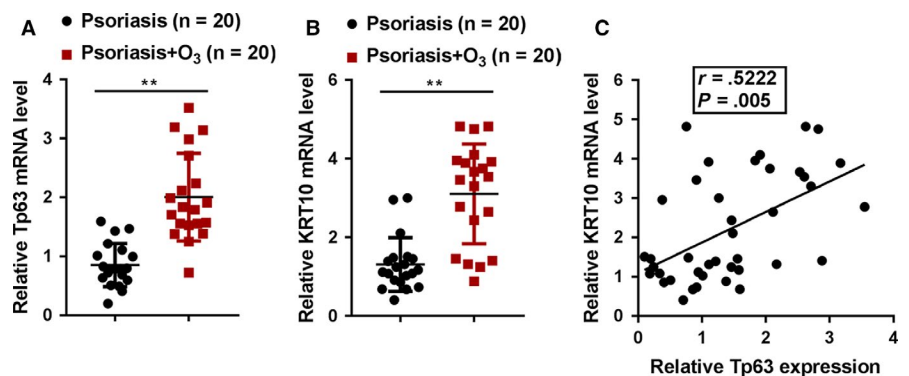 A
Psoriasis (n = 20)
Psoriasis+O₃ (n = 20)
**
Relative Tp63 mRNA level
4
3
2
1
0
B
Psoriasis (n = 20)
Psoriasis+O₃ (n = 20)
**
Relative KRT10 mRNA level
6
4
2
0
C
r = .5222
P = .005
Relative KRT10 mRNA level
6
5
4
3
2
1
0
0 1 2 3 4
Relative Tp63 expression